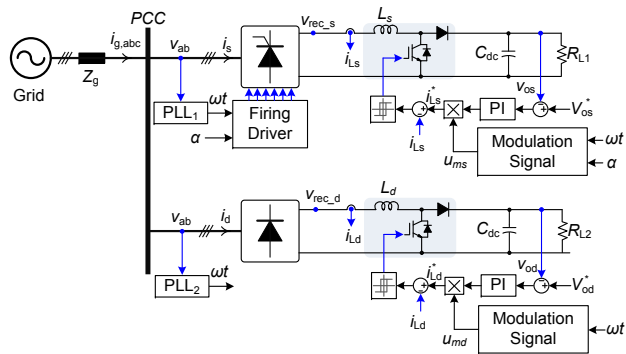 PCC
i_g,abc
v_ab
i_s
v_rec_s
L_s
i_Ls
C_dc
R_L1
Z_g
Grid
PLL₁
ωt
Firing
Driver
α
i*_Ls
i_Ls
PI
v_os
V*_os
u_ms
Modulation
Signal
ωt
α
v_ab
i_d
v_rec_d
L_d
i_Ld
C_dc
R_L2
PLL₂
ωt
i*_Ld
i_Ld
PI
v_od
V*_od
u_md
Modulation
Signal
ωt